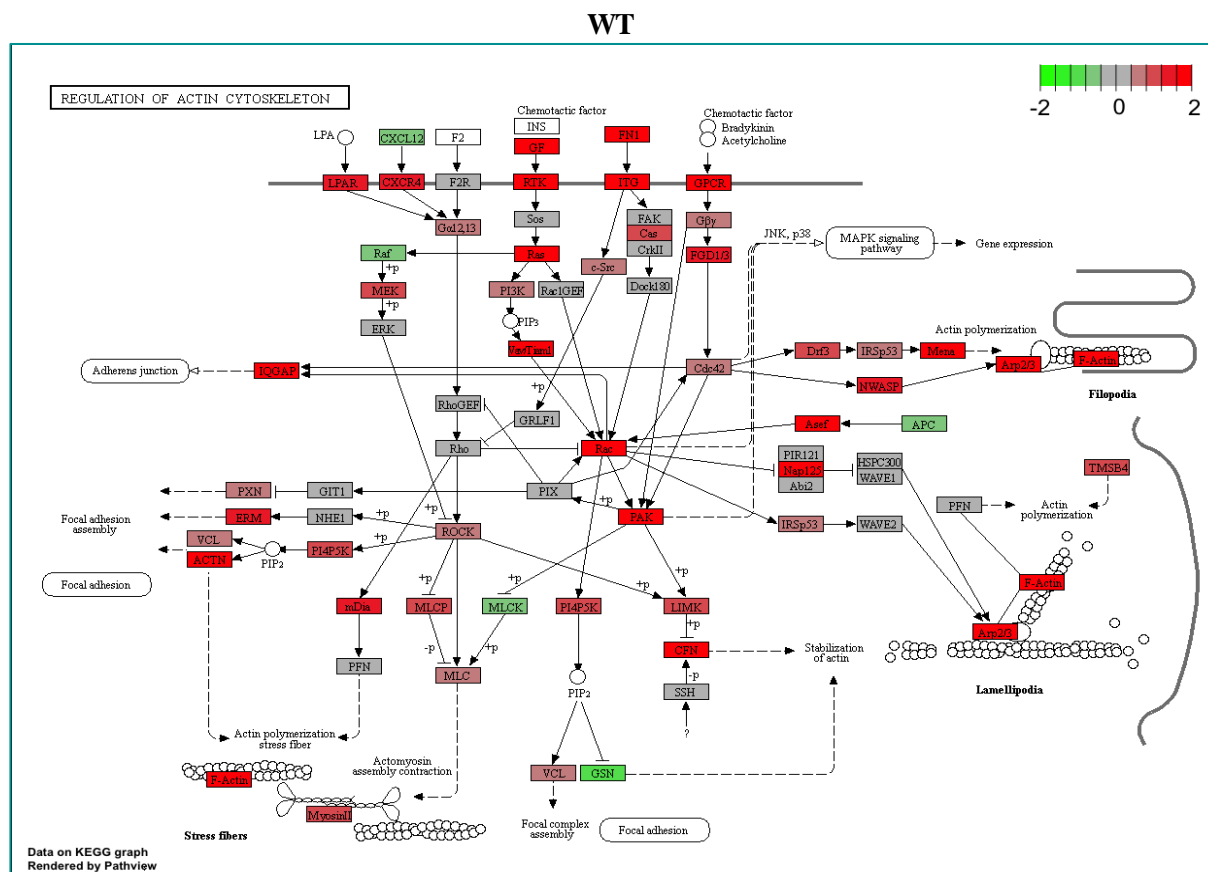 WT
REGULATION OF ACTIN CYTOSKELETON
-2 0 2
Chemotactic factor
Chemotactic factor
LPA
CXCL12
F2
INS
GF
FN1
Bradykinin
Acetylcholine
LPAR
CXCR4
F2R
RTK
ITG
GPCR
Gα12,13
Sos
FAK
Cas
CrkII
Gβγ
JNK, p38
MAPK signaling
pathway
Gene expression
Raf
Ras
c-Src
FGD1/3
+p
MEK
PI3K
Rac1GEF
Dock180
+p
ERK
PIP3
Vav/Tiam1
Actin polymerization
Drf3
IRSp53
Mena
Arp2/3
F-Actin
Adherens junction
IQGAP
Cdc42
NWASP
Filopodia
+p
RhoGEF
GRLF1
Asef
APC
Rho
Rac
PIR121
Nap125
Abi2
HSPC300
WAVE1
TMSB4
PXN
GIT1
PIX
+p
PAK
PFN
Actin
polymerization
Focal adhesion
assembly
ERM
NHE1
+p
+p
ROCK
IRSp53
WAVE2
VCL
ACTN
PIP2
PI4P5K
+p
Focal adhesion
+p
+p
+p
+p
F-Actin
mDia
MLCP
MLCK
PI4P5K
LIMK
+p
Arp2/3
-p
+p
CFN
Stabilization
of actin
PFN
MLC
-p
SSH
PIP2
Lamellipodia
?
Actin polymerization
stress fiber
Actomyosin
assembly contraction
F-Actin
VCL
GSN
MyosinII
Stress fibers
Focal complex
assembly
Focal adhesion
Data on KEGG graph
Rendered by Pathview